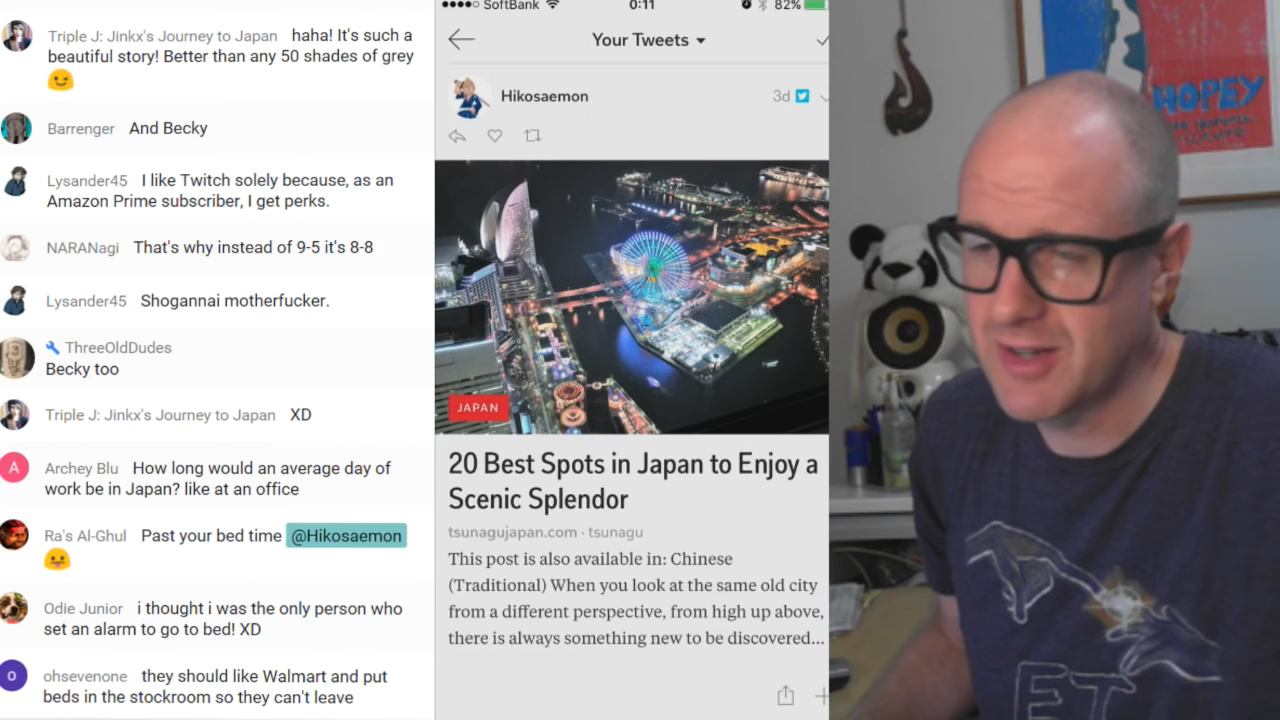 Triple J: Jinkx's Journey to Japan haha! It's such a
beautiful story! Better than any 50 shades of grey
Barrenger And Becky
Lysander45 I like Twitch solely because, as an
Amazon Prime subscriber, I get perks.
NARANagi That's why instead of 9-5 it's 8-8
Lysander45 Shogannai motherfucker.
ThreeOldDudes
Becky too
Triple J: Jinkx's Journey to Japan XD
A
Archey Blu How long would an average day of
work be in Japan? like at an office
Ra's Al-Ghul Past your bed time @Hikosaemon
Odie Junior i thought i was the only person who
set an alarm to go to bed! XD
o
ohsevenone they should like Walmart and put
beds in the stockroom so they can't leave
SoftBank 0:11 82%
Your Tweets
Hikosaemon 3d
JAPAN
20 Best Spots in Japan to Enjoy a
Scenic Splendor
tsunagujapan.com · tsunagu
This post is also available in: Chinese
(Traditional) When you look at the same old city
from a different perspective, from high up above,
there is always something new to be discovered...
HOPEY
ET